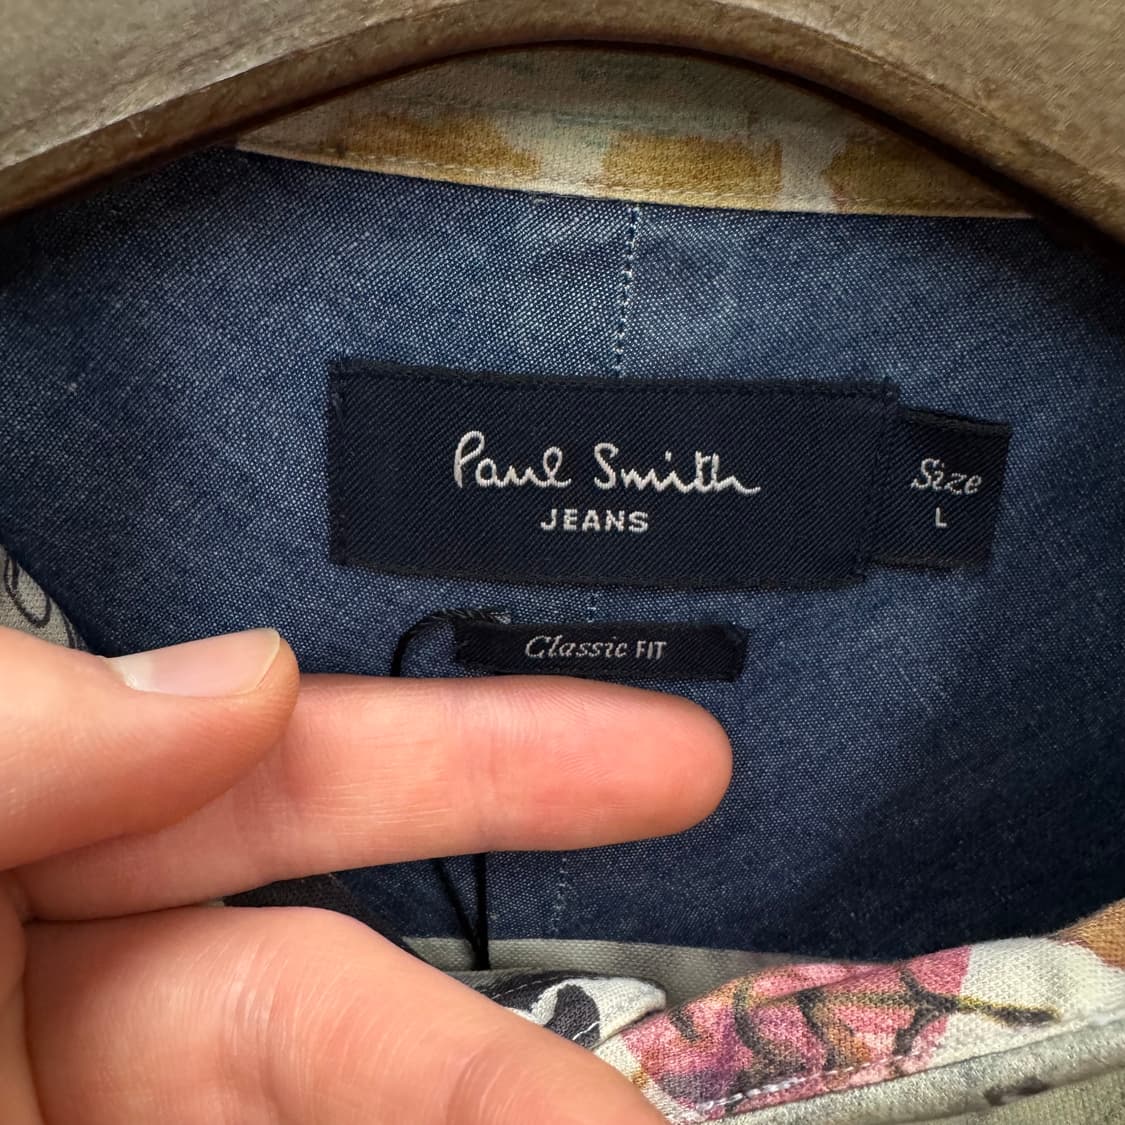 Paul Smith
JEANS
Size
L
Classic FIT